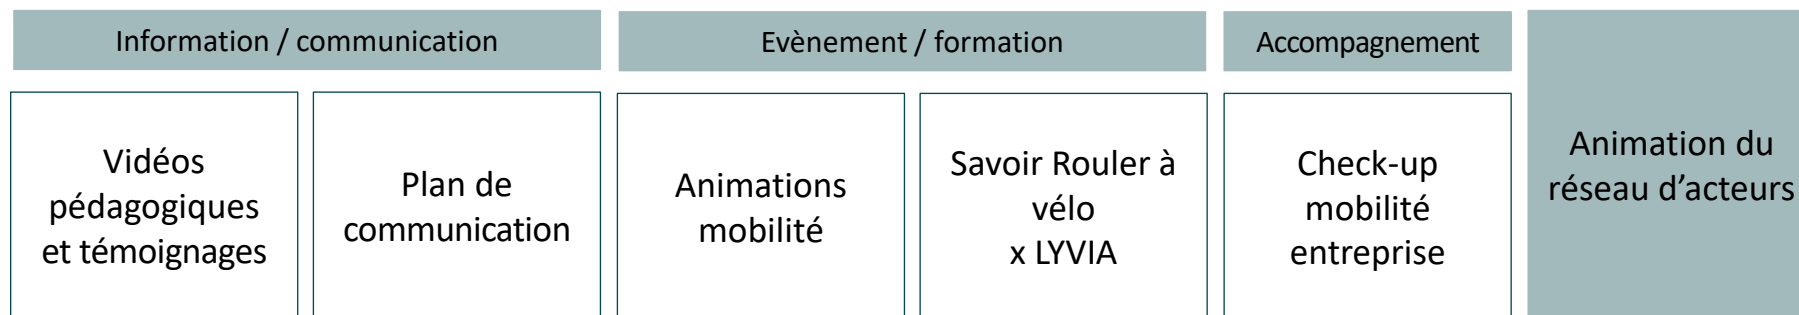 Information / communication
Evènement / formation
Accompagnement
Vidéos
pédagogiques
et témoignages
Plan de
communication
Animations
mobilité
Savoir Rouler à
vélo
x LYVIA
Check-up
mobilité
entreprise
Animation du
réseau d’acteurs